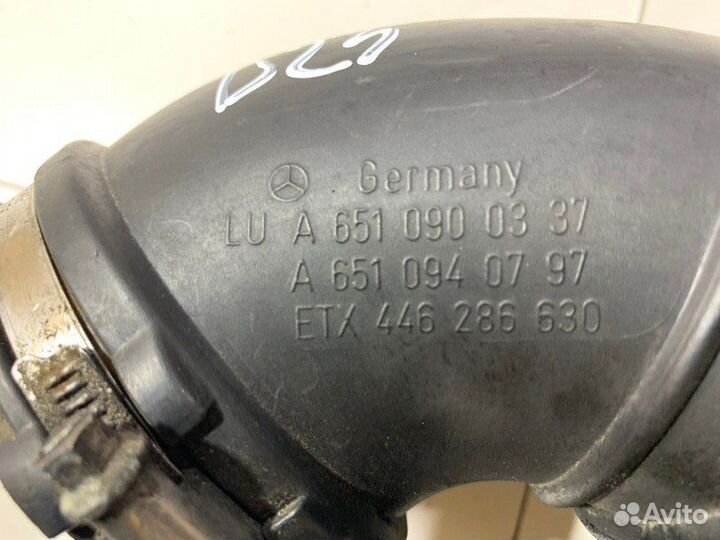 Germany
LU A 651 090 03 37
A 651 094 07 97
ETX 446 286 630
Avito